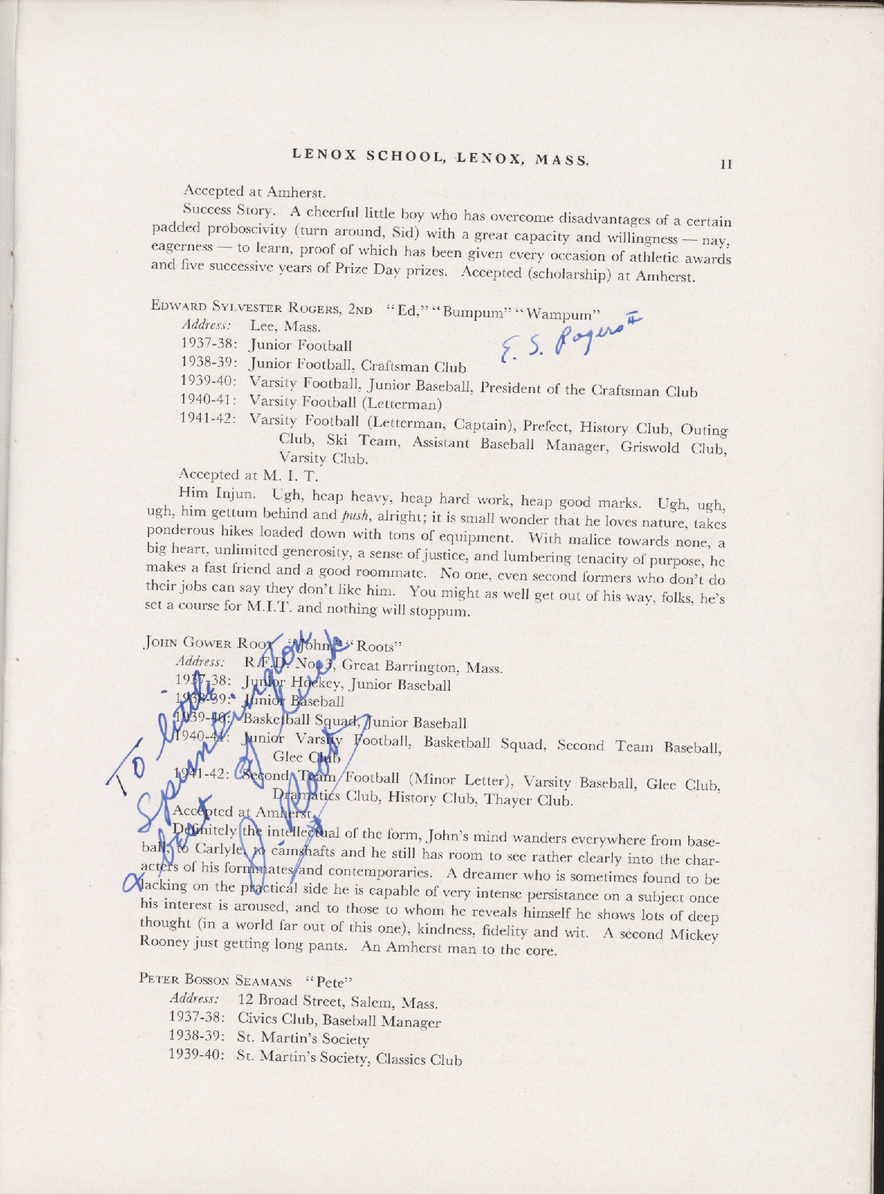 LENOX SCHOOL, LENOX, MASS.
11
Accepted at Amherst.
Success Story. A cheerful little boy who has overcome disadvantages of a certain
padded proboscivity (turn around, Sid) with a great capacity and willingness — nay,
eagerness — to learn, proof of which has been given every occasion of athletic awards
and five successive years of Prize Day prizes. Accepted (scholarship) at Amherst.
EDWARD SYLVESTER ROGERS, 2ND "Ed," "Bumpum" "Wampum"
Address: Lee, Mass.
E. S. Rogers II
1937-38: Junior Football
1938-39: Junior Football, Craftsman Club
1939-40: Varsity Football, Junior Baseball, President of the Craftsman Club
1940-41: Varsity Football (Letterman)
1941-42: Varsity Football (Letterman, Captain), Prefect, History Club, Outing
Club, Ski Team, Assistant Baseball Manager, Griswold Club,
Varsity Club.
Accepted at M. I. T.
Him Injun. Ugh, heap heavy, heap hard work, heap good marks. Ugh, ugh,
ugh, him gettum behind and push, alright; it is small wonder that he loves nature, takes
ponderous hikes loaded down with tons of equipment. With malice towards none, a
big heart, unlimited generosity, a sense of justice, and lumbering tenacity of purpose, he
makes a fast friend and a good roommate. No one, even second formers who don't do
their jobs can say they don't like him. You might as well get out of his way, folks, he's
set a course for M.I.T. and nothing will stoppum.
JOHN GOWER ROOT "John," "Roots"
Address: R.F.D. No. 3, Great Barrington, Mass.
1937-38: Junior Hockey, Junior Baseball
1938-39: Junior Baseball
1939-40: Basketball Squad, Junior Baseball
1940-41: Junior Varsity Football, Basketball Squad, Second Team Baseball,
Glee Club
1941-42: Second Team Football (Minor Letter), Varsity Baseball, Glee Club,
Dramatics Club, History Club, Thayer Club.
Accepted at Amherst.
Definitely the intellectual of the form, John's mind wanders everywhere from base-
ball, to Carlyle, to camshafts and he still has room to see rather clearly into the char-
acters of his formmates and contemporaries. A dreamer who is sometimes found to be
lacking on the practical side he is capable of very intense persistance on a subject once
his interest is aroused, and to those to whom he reveals himself he shows lots of deep
thought (in a world far out of this one), kindness, fidelity and wit. A second Mickey
Rooney just getting long pants. An Amherst man to the core.
To little
of luck
J. Root
PETER BOSSON SEAMANS "Pete"
Address: 12 Broad Street, Salem, Mass.
1937-38: Civics Club, Baseball Manager
1938-39: St. Martin's Society
1939-40: St. Martin's Society, Classics Club